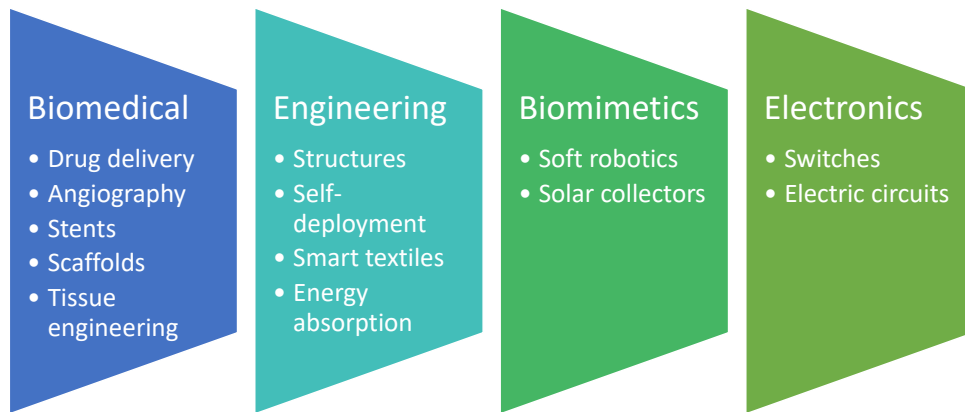 Biomedical
• Drug delivery
• Angiography
• Stents
• Scaffolds
• Tissue
engineering
Engineering
• Structures
• Self-
deployment
• Smart textiles
• Energy
absorption
Biomimetics
• Soft robotics
• Solar collectors
Electronics
• Switches
• Electric circuits